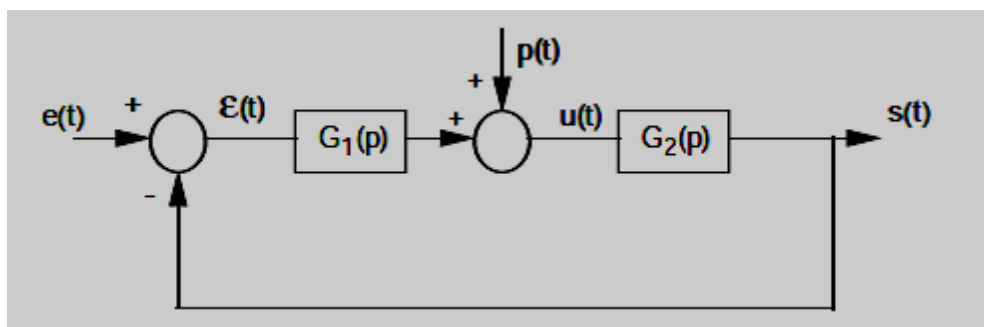 p(t)
+
e(t)
+
ε(t)
G₁(p)
+
u(t)
G₂(p)
s(t)
-